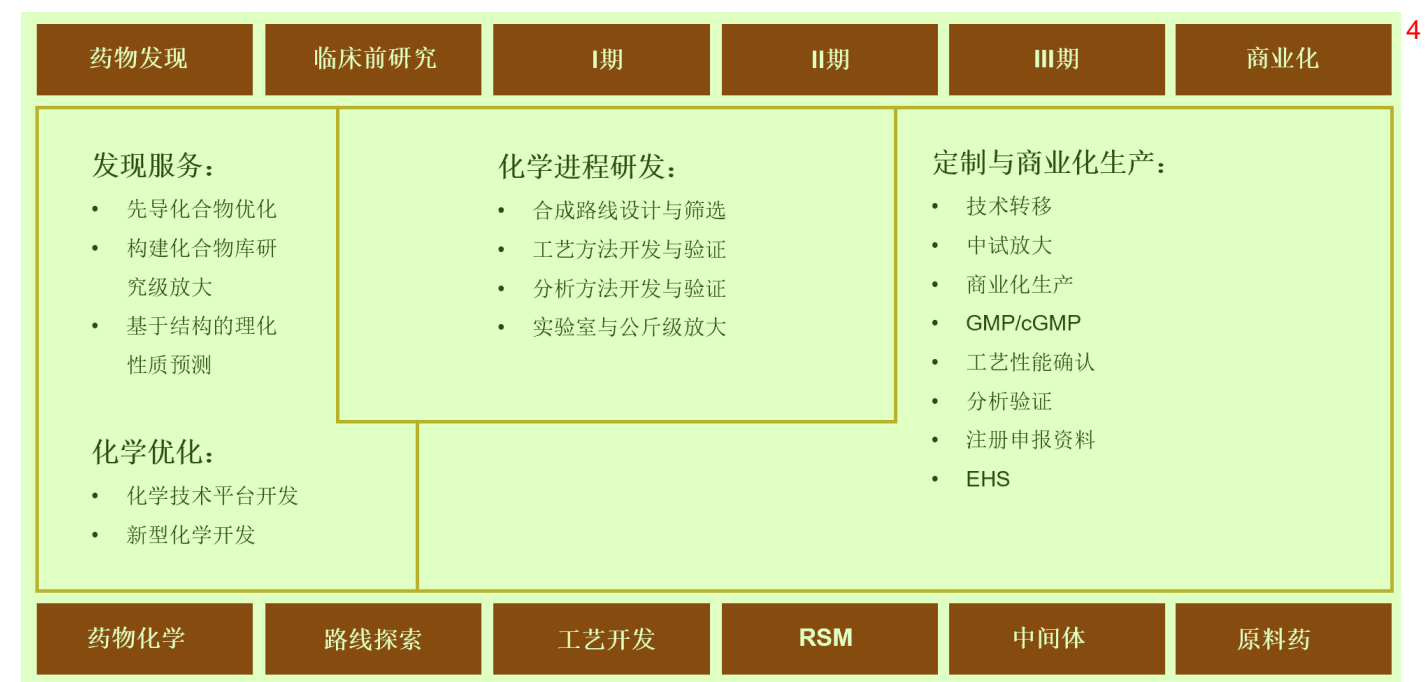 药物发现
临床前研究
I期
II期
III期
商业化
4
发现服务：
• 先导化合物优化
• 构建化合物库研
究级放大
• 基于结构的理化
性质预测
化学优化：
• 化学技术平台开发
• 新型化学开发
化学进程研发：
• 合成路线设计与筛选
• 工艺方法开发与验证
• 分析方法开发与验证
• 实验室与公斤级放大
定制与商业化生产：
• 技术转移
• 中试放大
• 商业化生产
• GMP/cGMP
• 工艺性能确认
• 分析验证
• 注册申报资料
• EHS
药物化学
路线探索
工艺开发
RSM
中间体
原料药